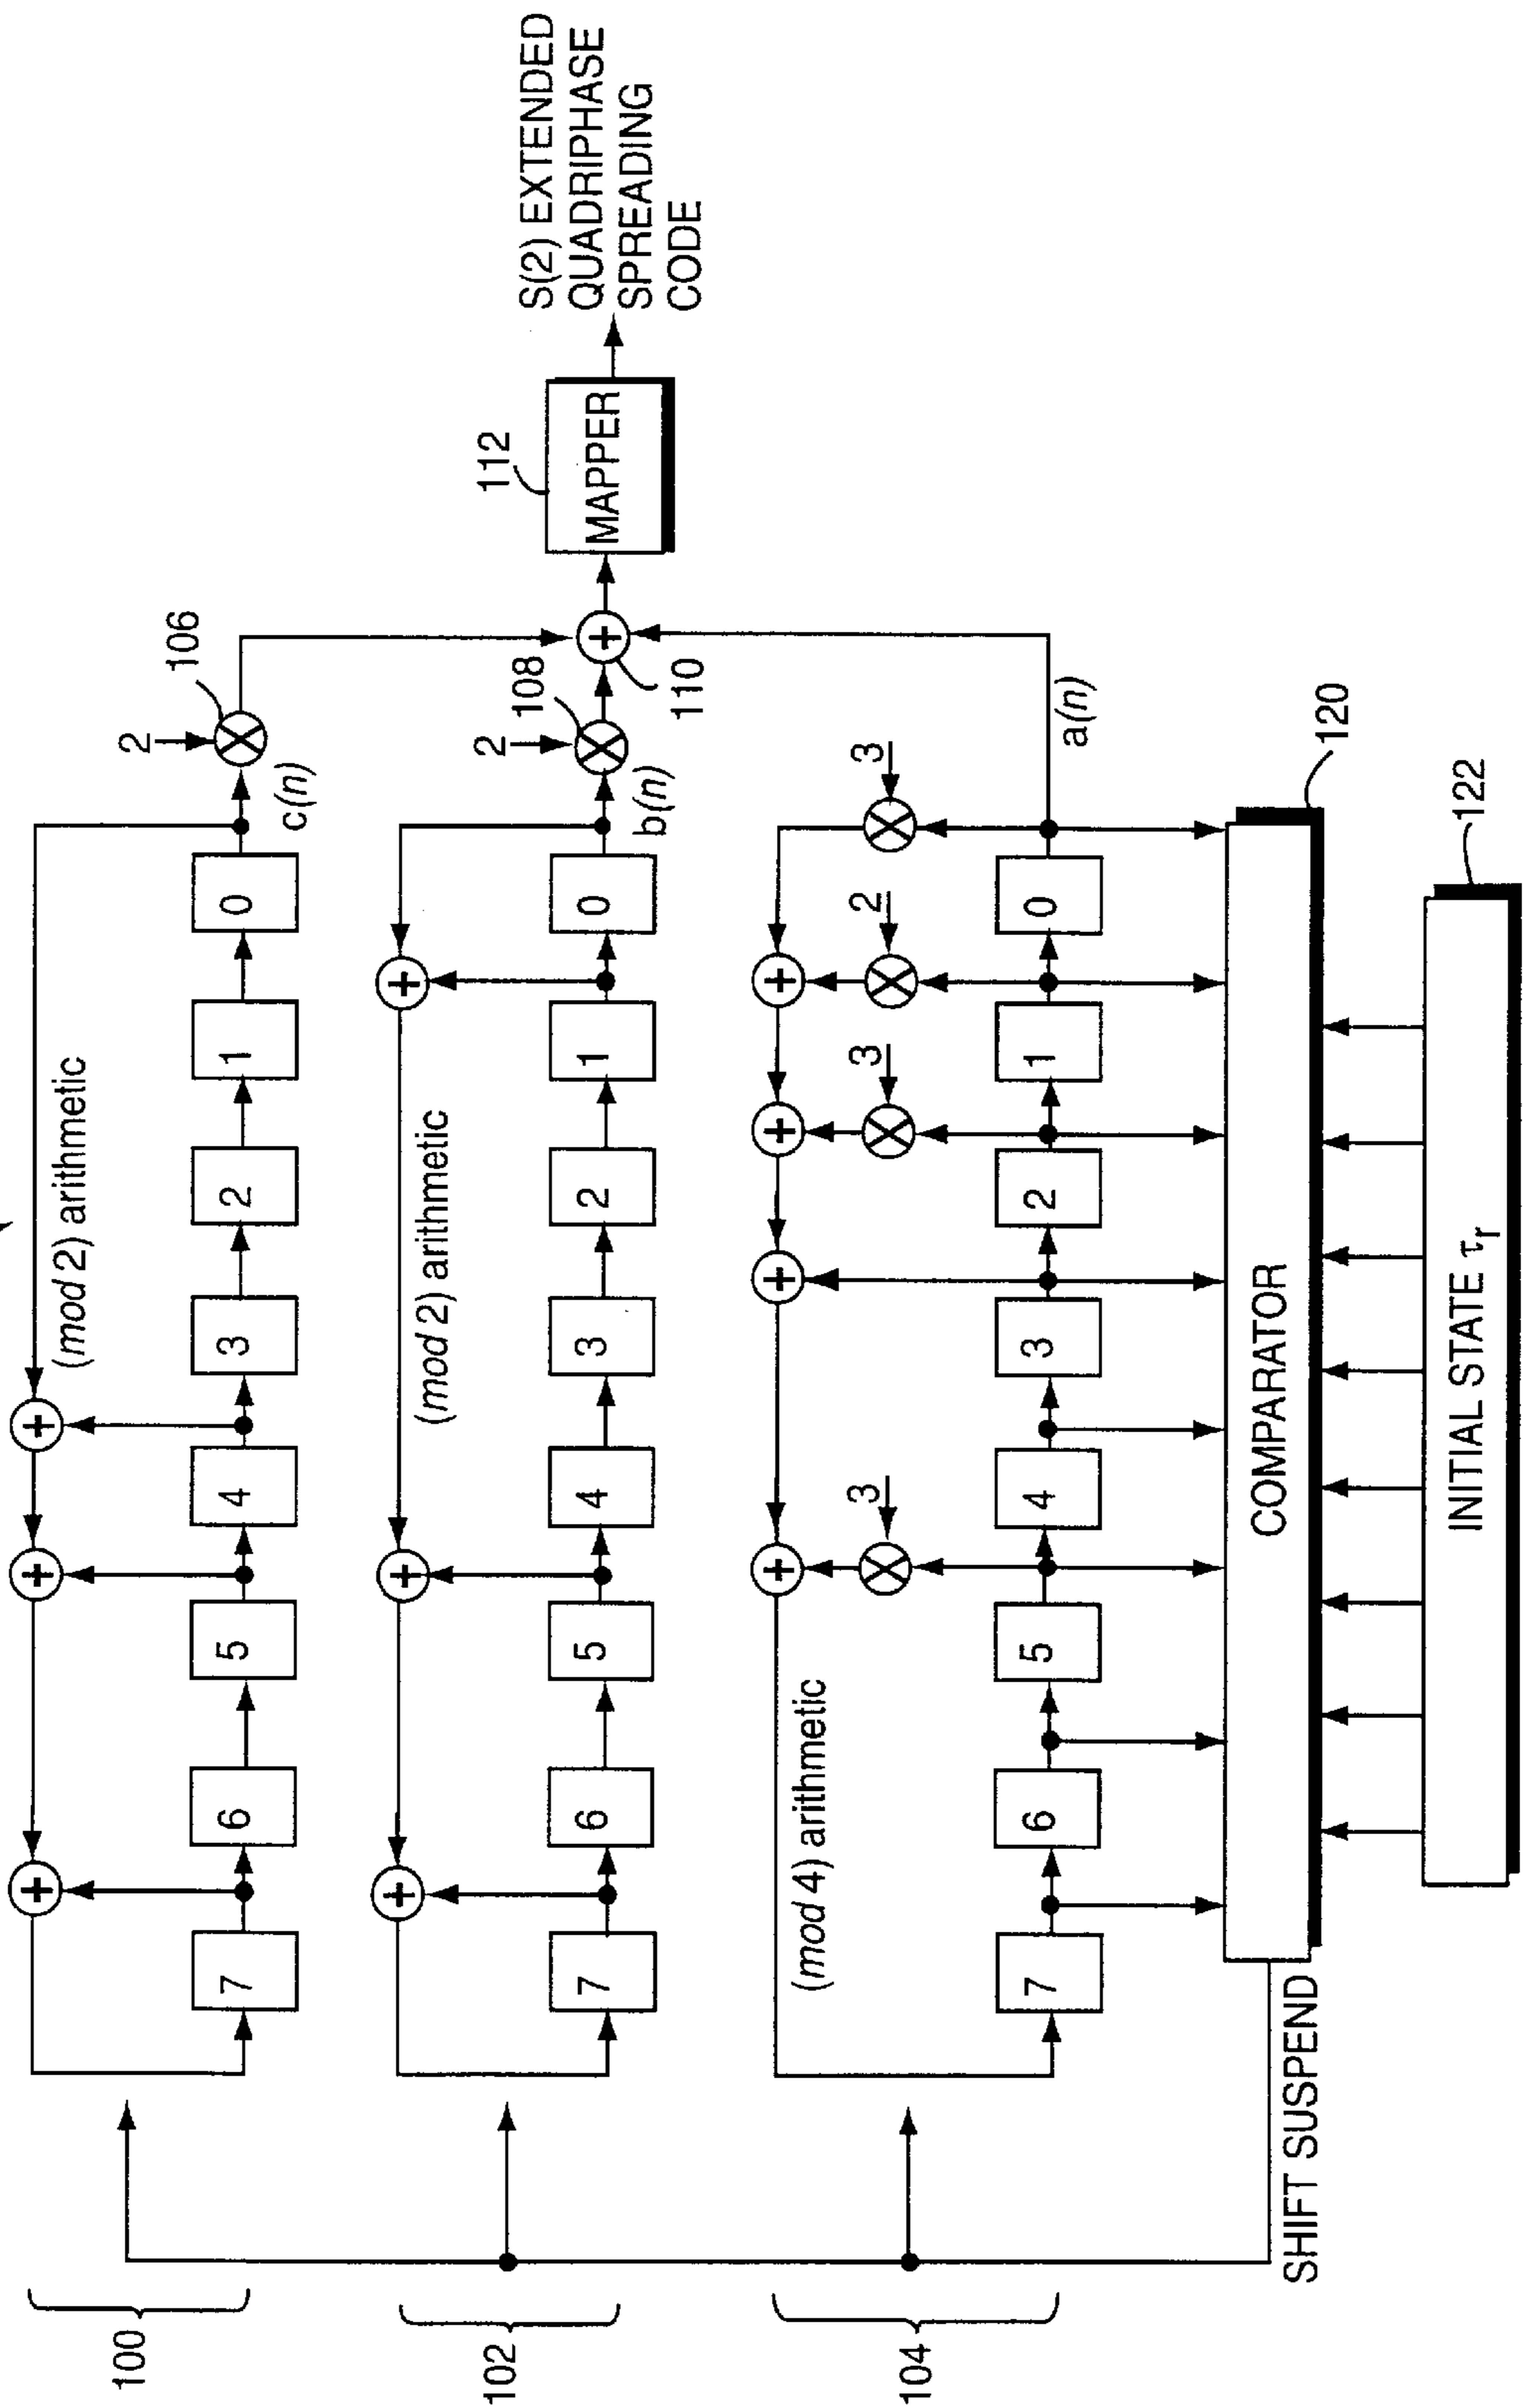 100
(mod 2) arithmetic
7
6
5
4
3
2
1
0
c(n)
2
106
102
(mod 2) arithmetic
7
6
5
4
3
2
1
0
b(n)
2
108
110
112
MAPPER
S(2) EXTENDED
QUADRIPHASE
SPREADING
CODE
104
(mod 4) arithmetic
3
3
2
3
7
6
5
4
3
2
1
0
a(n)
SHIFT SUSPEND
COMPARATOR
120
INITIAL STATE τr
122